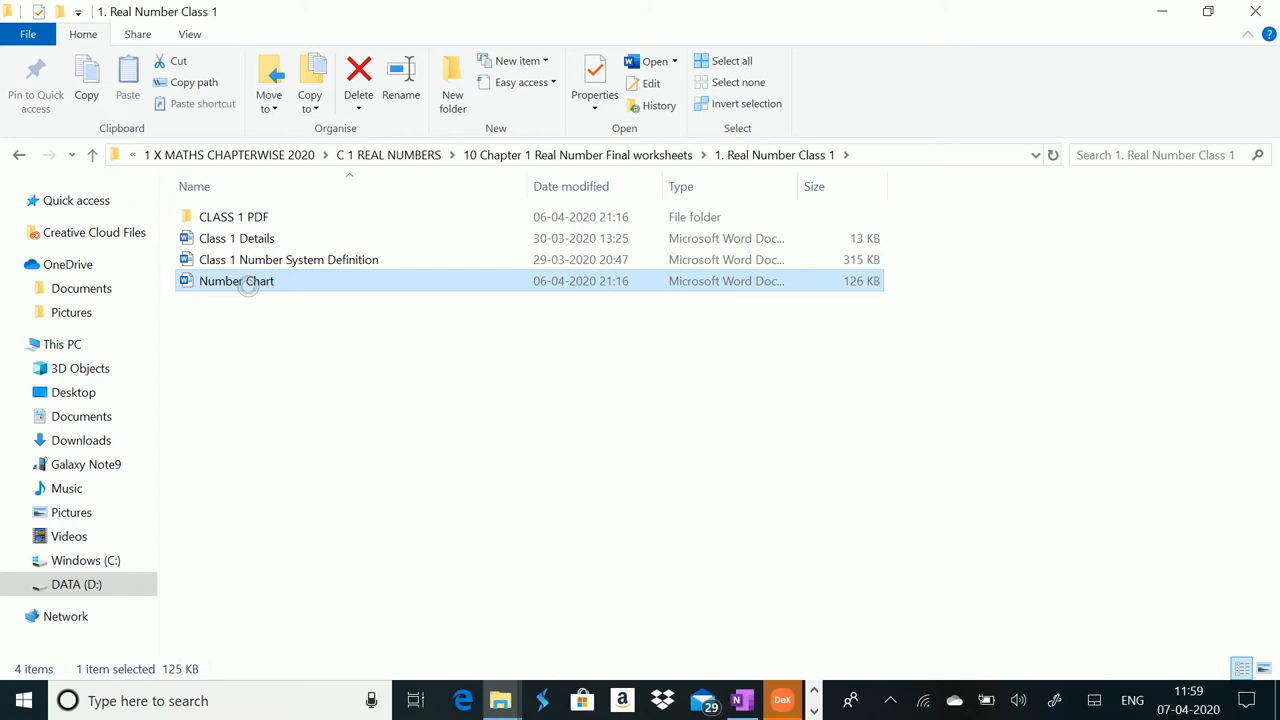 1. Real Number Class 1
File Home Share View
Cut
Copy path
Paste shortcut
Pin to Quick access
Copy
Paste
Clipboard
Move to
Copy to
Delete
Rename
Organise
New item
Easy access
New folder
New
Properties
Open
Edit
History
Open
Select all
Select none
Invert selection
Select
« 1 X MATHS CHAPTERWISE 2020 > C 1 REAL NUMBERS > 10 Chapter 1 Real Number Final worksheets > 1. Real Number Class 1 >
Search 1. Real Number Class 1
Name Date modified Type Size
CLASS 1 PDF 06-04-2020 21:16 File folder
Class 1 Details 30-03-2020 13:25 Microsoft Word Doc... 13 KB
Class 1 Number System Definition 29-03-2020 20:47 Microsoft Word Doc... 315 KB
Number Chart 06-04-2020 21:16 Microsoft Word Doc... 126 KB
Quick access
Creative Cloud Files
OneDrive
Documents
Pictures
This PC
3D Objects
Desktop
Documents
Downloads
Galaxy Note9
Music
Pictures
Videos
Windows (C:)
DATA (D:)
Network
4 items 1 item selected 125 KB
Type here to search
29
DeX
ENG
11:59
07-04-2020